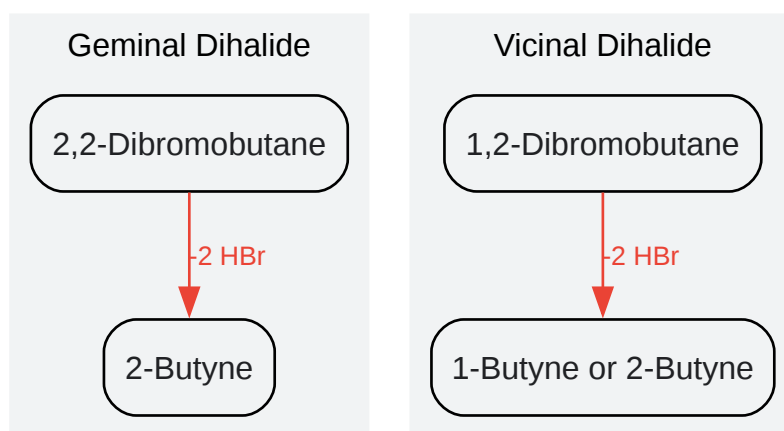 Geminal Dihalide
2,2-Dibromobutane
-2 HBr
2-Butyne
Vicinal Dihalide
1,2-Dibromobutane
-2 HBr
1-Butyne or 2-Butyne